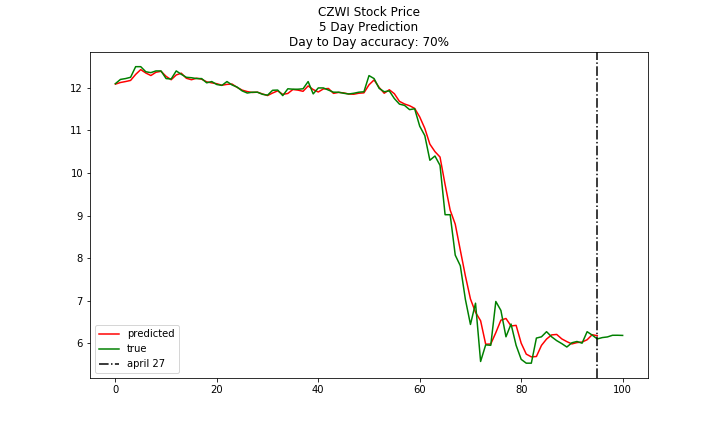 CZWI Stock Price
5 Day Prediction
Day to Day accuracy: 70%
12
11
10
9
8
7
6
predicted
true
april 27
0
20
40
60
80
100